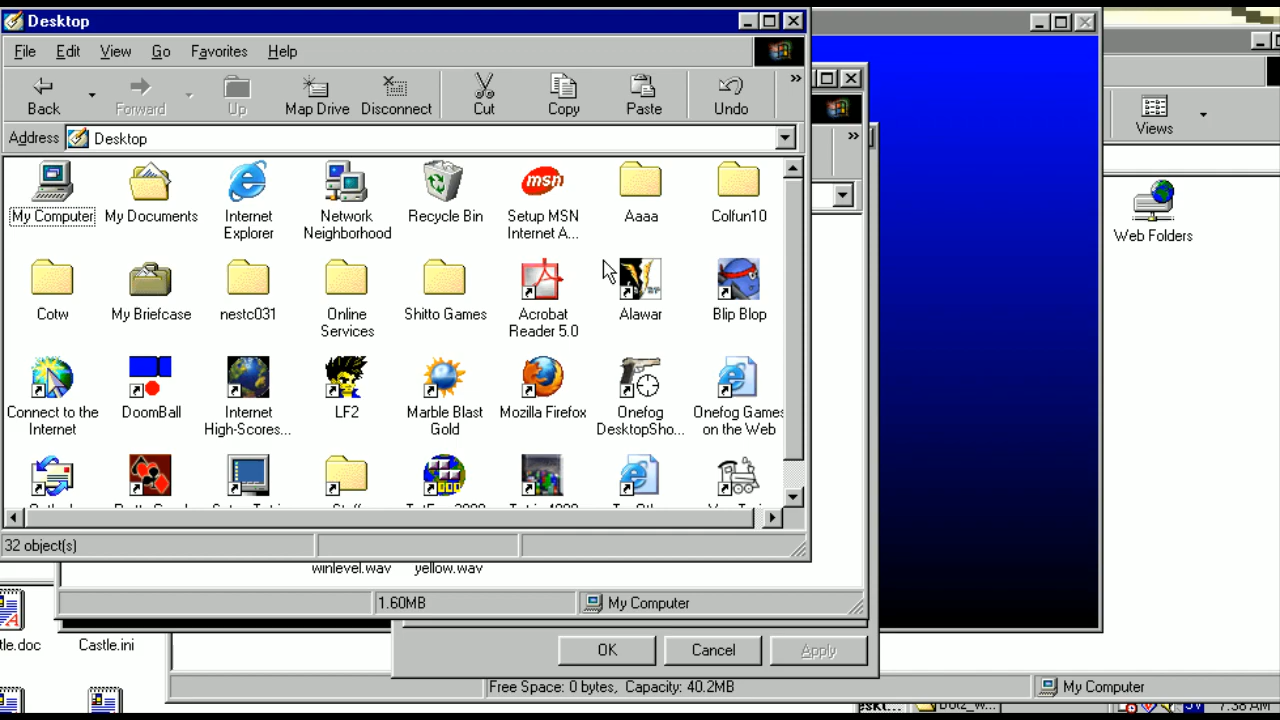 Desktop
File Edit View Go Favorites Help
Back Forward Up Map Drive Disconnect Cut Copy Paste Undo »
Address Desktop
My Computer My Documents Internet Explorer Network Neighborhood Recycle Bin Setup MSN Internet A... Aaaa Colfun10
msn
Cotw My Briefcase nestc031 Online Services Shitto Games Acrobat Reader 5.0 Alawar Blip Blop
Connect to the Internet DoomBall Internet High-Scores... LF2 Marble Blast Gold Mozilla Firefox Onefog DesktopSho... Onefog Games on the Web
32 object(s)
»
Views
Web Folders
winlevel.wav yellow.wav
1.60MB My Computer
tle.doc Castle.ini
OK Cancel Apply
Free Space: 0 bytes, Capacity: 40.2MB My Computer
7:38 AM